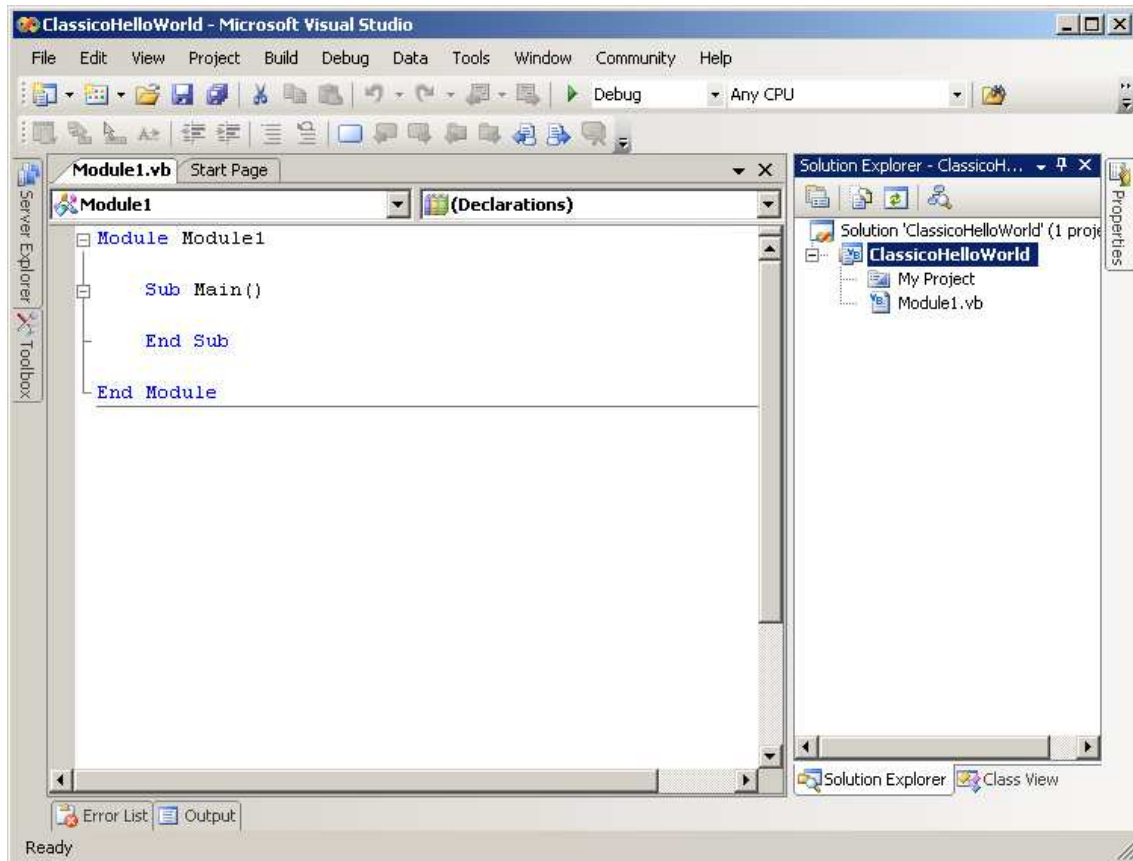 ClassicoHelloWorld - Microsoft Visual Studio
File Edit View Project Build Debug Data Tools Window Community Help
Debug Any CPU
Server Explorer
Toolbox
Module1.vb Start Page
Module1 (Declarations)
Module Module1
Sub Main()
End Sub
End Module
Solution Explorer - ClassicoH...
Solution 'ClassicoHelloWorld' (1 proje
ClassicoHelloWorld
My Project
Module1.vb
Solution Explorer Class View
Properties
Error List Output
Ready